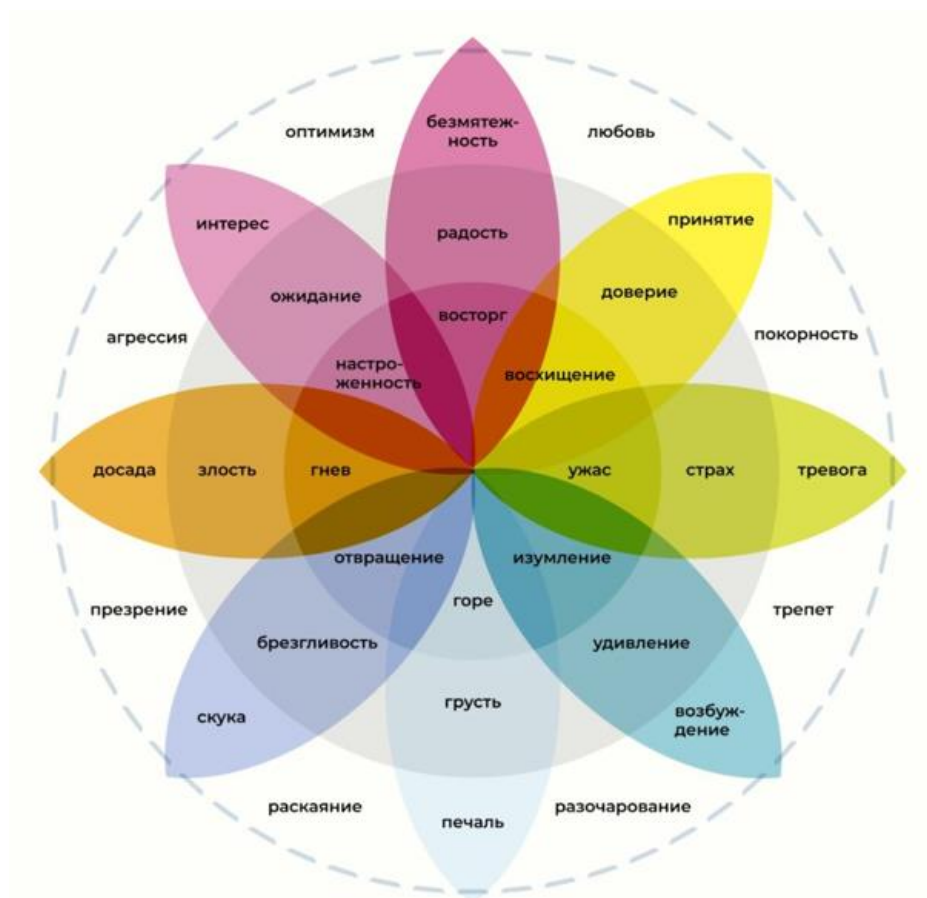 оптимизм
безмятеж-
ность
любовь
интерес
принятие
радость
ожидание
доверие
восторг
агрессия
покорность
настро-
женность
восхищение
досада
злость
гнев
ужас
страх
тревога
отвращение
изумление
горе
презрение
трепет
брезгливость
удивление
грусть
скука
возбуж-
дение
раскаяние
печаль
разочарование